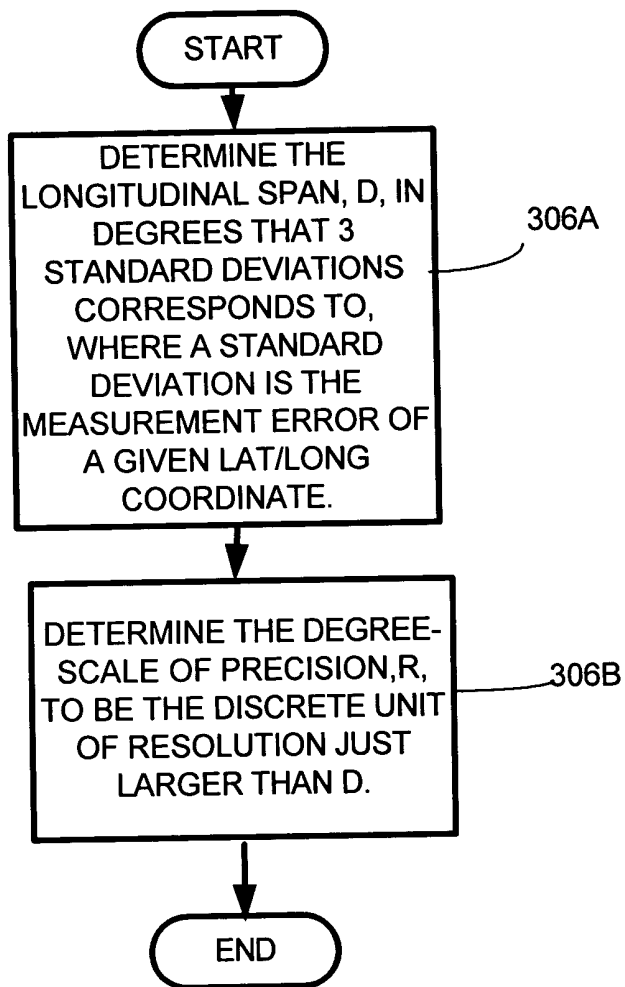 START
DETERMINE THE
LONGITUDINAL SPAN, D, IN
DEGREES THAT 3
STANDARD DEVIATIONS
CORRESPONDS TO,
WHERE A STANDARD
DEVIATION IS THE
MEASUREMENT ERROR OF
A GIVEN LAT/LONG
COORDINATE.
306A
DETERMINE THE DEGREE-
SCALE OF PRECISION,R,
TO BE THE DISCRETE UNIT
OF RESOLUTION JUST
LARGER THAN D.
306B
END